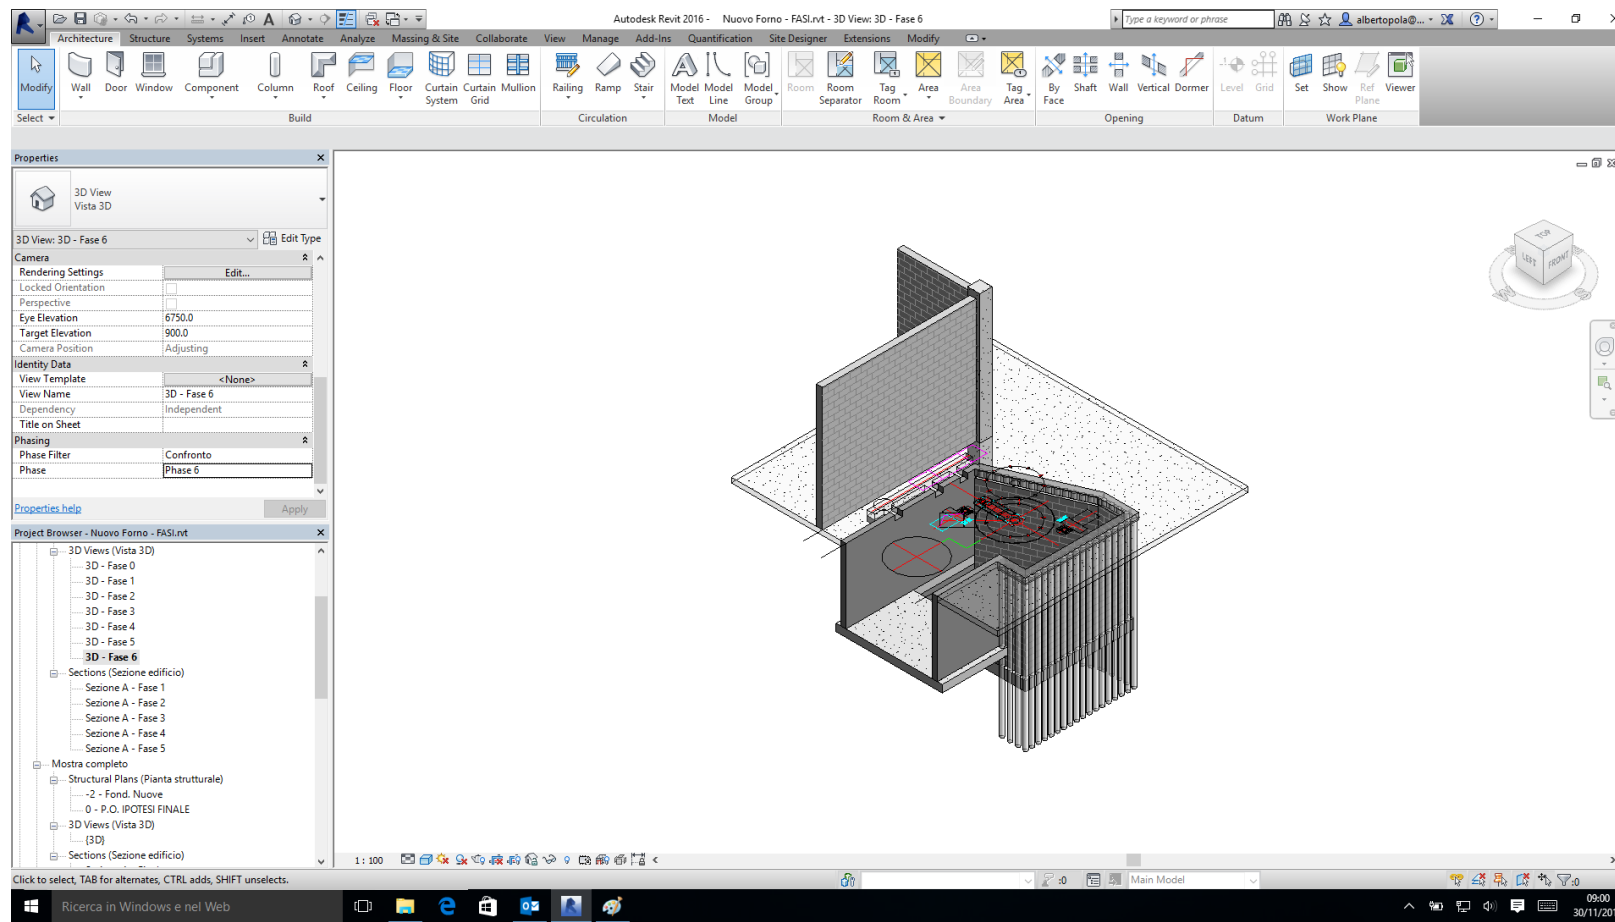 Autodesk Revit 2016 -    Nuovo Forno - FASI.rvt - 3D View: 3D - Fase 6
Type a keyword or phrase
albertopola@...
Architecture Structure Systems Insert Annotate Analyze Massing & Site Collaborate View Manage Add-Ins Quantification Site Designer Extensions Modify
Modify Wall Door Window Component Column Roof Ceiling Floor Curtain System Curtain Grid Mullion Railing Ramp Stair Model Text Model Line Model Group Room Room Separator Tag Room Area Area Boundary Tag Area By Face Shaft Wall Vertical Dormer Level Grid Set Show Ref Plane Viewer
Select Build Circulation Model Room & Area Opening Datum Work Plane
Properties
3D View
Vista 3D
3D View: 3D - Fase 6 Edit Type
Camera
Rendering Settings Edit...
Locked Orientation
Perspective
Eye Elevation 6750.0
Target Elevation 900.0
Camera Position Adjusting
Identity Data
View Template <None>
View Name 3D - Fase 6
Dependency Independent
Title on Sheet
Phasing
Phase Filter Confronto
Phase Phase 6
Properties help Apply
Project Browser - Nuovo Forno - FASI.rvt
3D Views (Vista 3D)
3D - Fase 0
3D - Fase 1
3D - Fase 2
3D - Fase 3
3D - Fase 4
3D - Fase 5
3D - Fase 6
Sections (Sezione edificio)
Sezione A - Fase 1
Sezione A - Fase 2
Sezione A - Fase 3
Sezione A - Fase 4
Sezione A - Fase 5
Mostra completo
Structural Plans (Pianta strutturale)
-2 - Fond. Nuove
0 - P.O. IPOTESI FINALE
3D Views (Vista 3D)
{3D}
Sections (Sezione edificio)
TOP
LEFT FRONT
1 : 100
Click to select, TAB for alternates, CTRL adds, SHIFT unselects.
:0 Main Model :0
Ricerca in Windows e nel Web
09:00
30/11/201